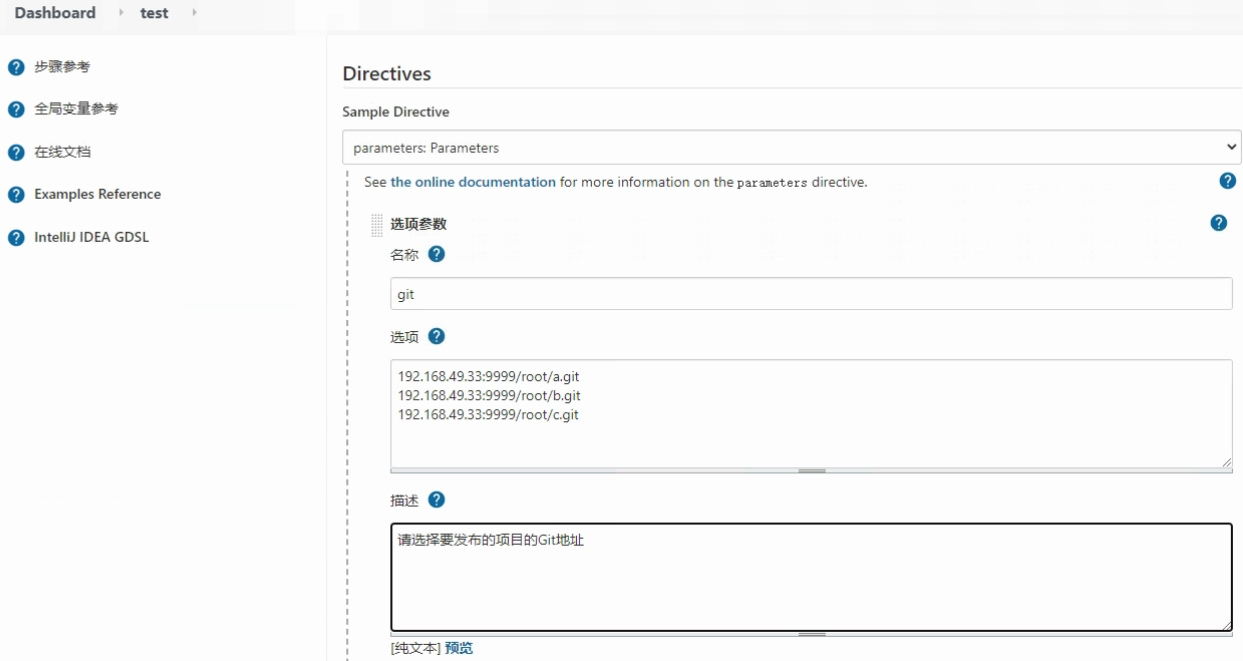 Dashboard test
步骤参考
全局变量参考
在线文档
Examples Reference
IntelliJ IDEA GDSL
Directives
Sample Directive
parameters: Parameters
See the online documentation for more information on the parameters directive.
选项参数
名称
git
选项
192.168.49.33:9999/root/a.git
192.168.49.33:9999/root/b.git
192.168.49.33:9999/root/c.git
描述
请选择要发布的项目的Git地址
[纯文本] 预览